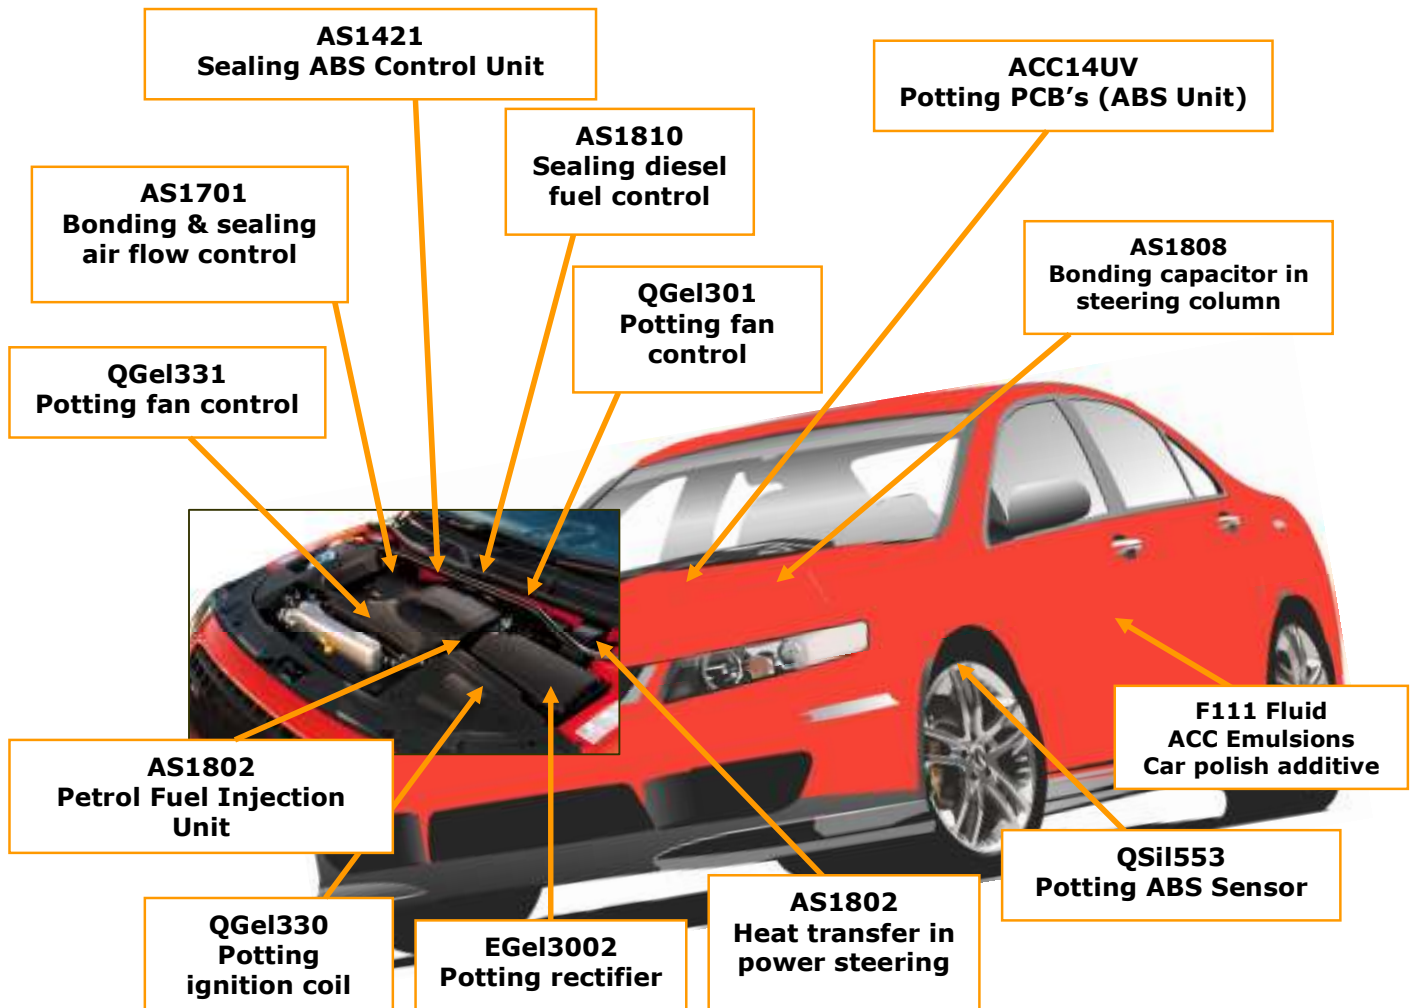 AS1421
Sealing ABS Control Unit
ACC14UV
Potting PCB’s (ABS Unit)
AS1810
Sealing diesel
fuel control
AS1701
Bonding & sealing
air flow control
AS1808
Bonding capacitor in
steering column
QGel301
Potting fan
control
QGel331
Potting fan control
F111 Fluid
ACC Emulsions
Car polish additive
AS1802
Petrol Fuel Injection
Unit
QSil553
Potting ABS Sensor
AS1802
Heat transfer in
power steering
QGel330
Potting
ignition coil
EGel3002
Potting rectifier